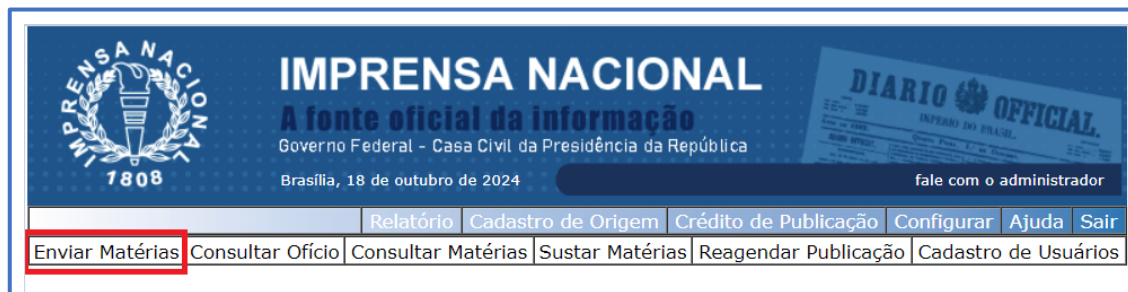 IMPRENSA NACIONAL
1808
IMPRENSA NACIONAL
A fonte oficial da informação
Governo Federal - Casa Civil da Presidência da República
DIARIO OFFICIAL.
IMPERIO DO BRASIL.
Brasília, 18 de outubro de 2024
fale com o administrador
Relatório Cadastro de Origem Crédito de Publicação Configurar Ajuda Sair
Enviar Matérias Consultar Ofício Consultar Matérias Sustar Matérias Reagendar Publicação Cadastro de Usuários